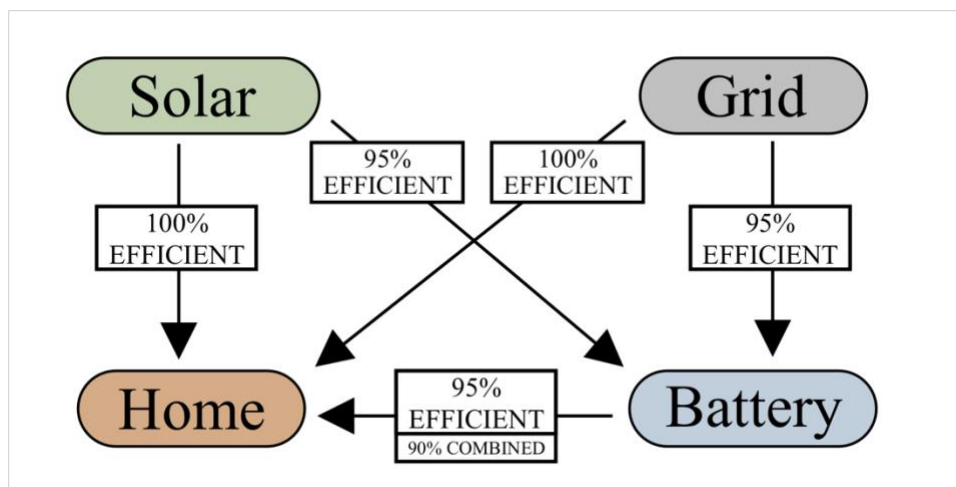 Solar
Grid
95%
EFFICIENT
100%
EFFICIENT
100%
EFFICIENT
95%
EFFICIENT
Home
95%
EFFICIENT
90% COMBINED
Battery